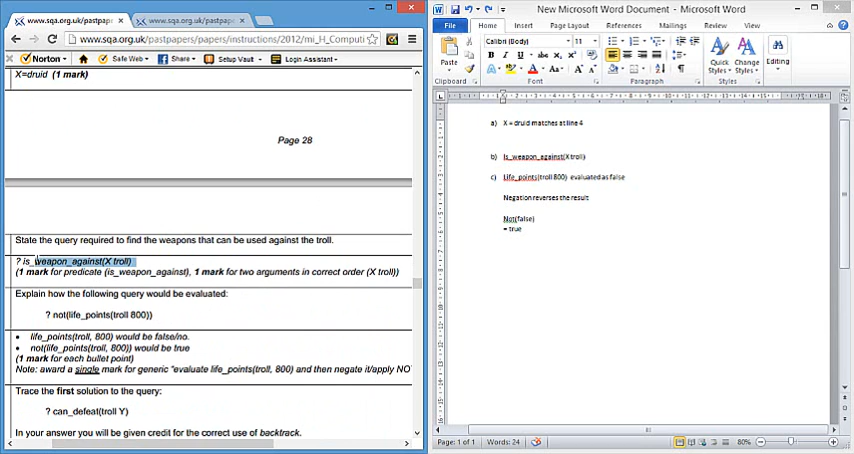 www.sqa.org.uk/pastpapers
www.sqa.org.uk/pastpapers/
www.sqa.org.uk/pastpapers/papers/instructions/2012/mi_H_Computi
Norton
Safe Web
Share
Setup Vault
Login Assistant
X=druid (1 mark)
Page 28
State the query required to find the weapons that can be used against the troll.
? is_weapon_against(X troll)
(1 mark for predicate (is_weapon_against), 1 mark for two arguments in correct order (X troll))
Explain how the following query would be evaluated:
? not(life_points(troll 800))
• life_points(troll, 800) would be false/no.
• not(life_points(troll, 800)) would be true
(1 mark for each bullet point)
Note: award a single mark for generic "evaluate life_points(troll, 800) and then negate it/apply NO
Trace the first solution to the query:
? can_defeat(troll Y)
In your answer you will be given credit for the correct use of backtrack.
New Microsoft Word Document - Microsoft Word
File Home Insert Page Layout References Mailings Review View
Calibri (Body) 11
Paste
Quick Styles
Change Styles
Editing
Clipboard Font Paragraph Styles
a) X = druid matches at line 4
b) Is_weapon_against(X troll)
c) Life_points(troll 800) evaluated as false
Negation reverses the result
Not(false)
= true
Page: 1 of 1 Words: 24 80%